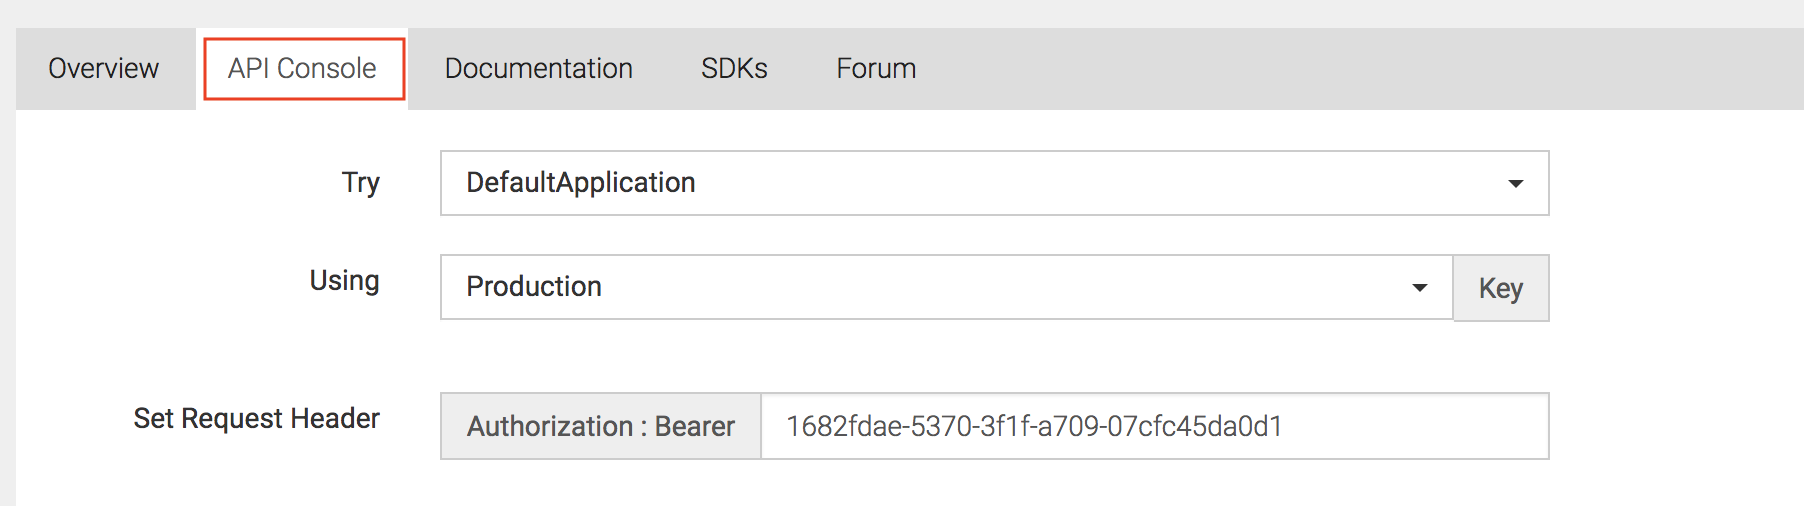 Overview API Console Documentation SDKs Forum
Try DefaultApplication
Using Production Key
Set Request Header Authorization : Bearer 1682fdae-5370-3f1f-a709-07cfc45da0d1